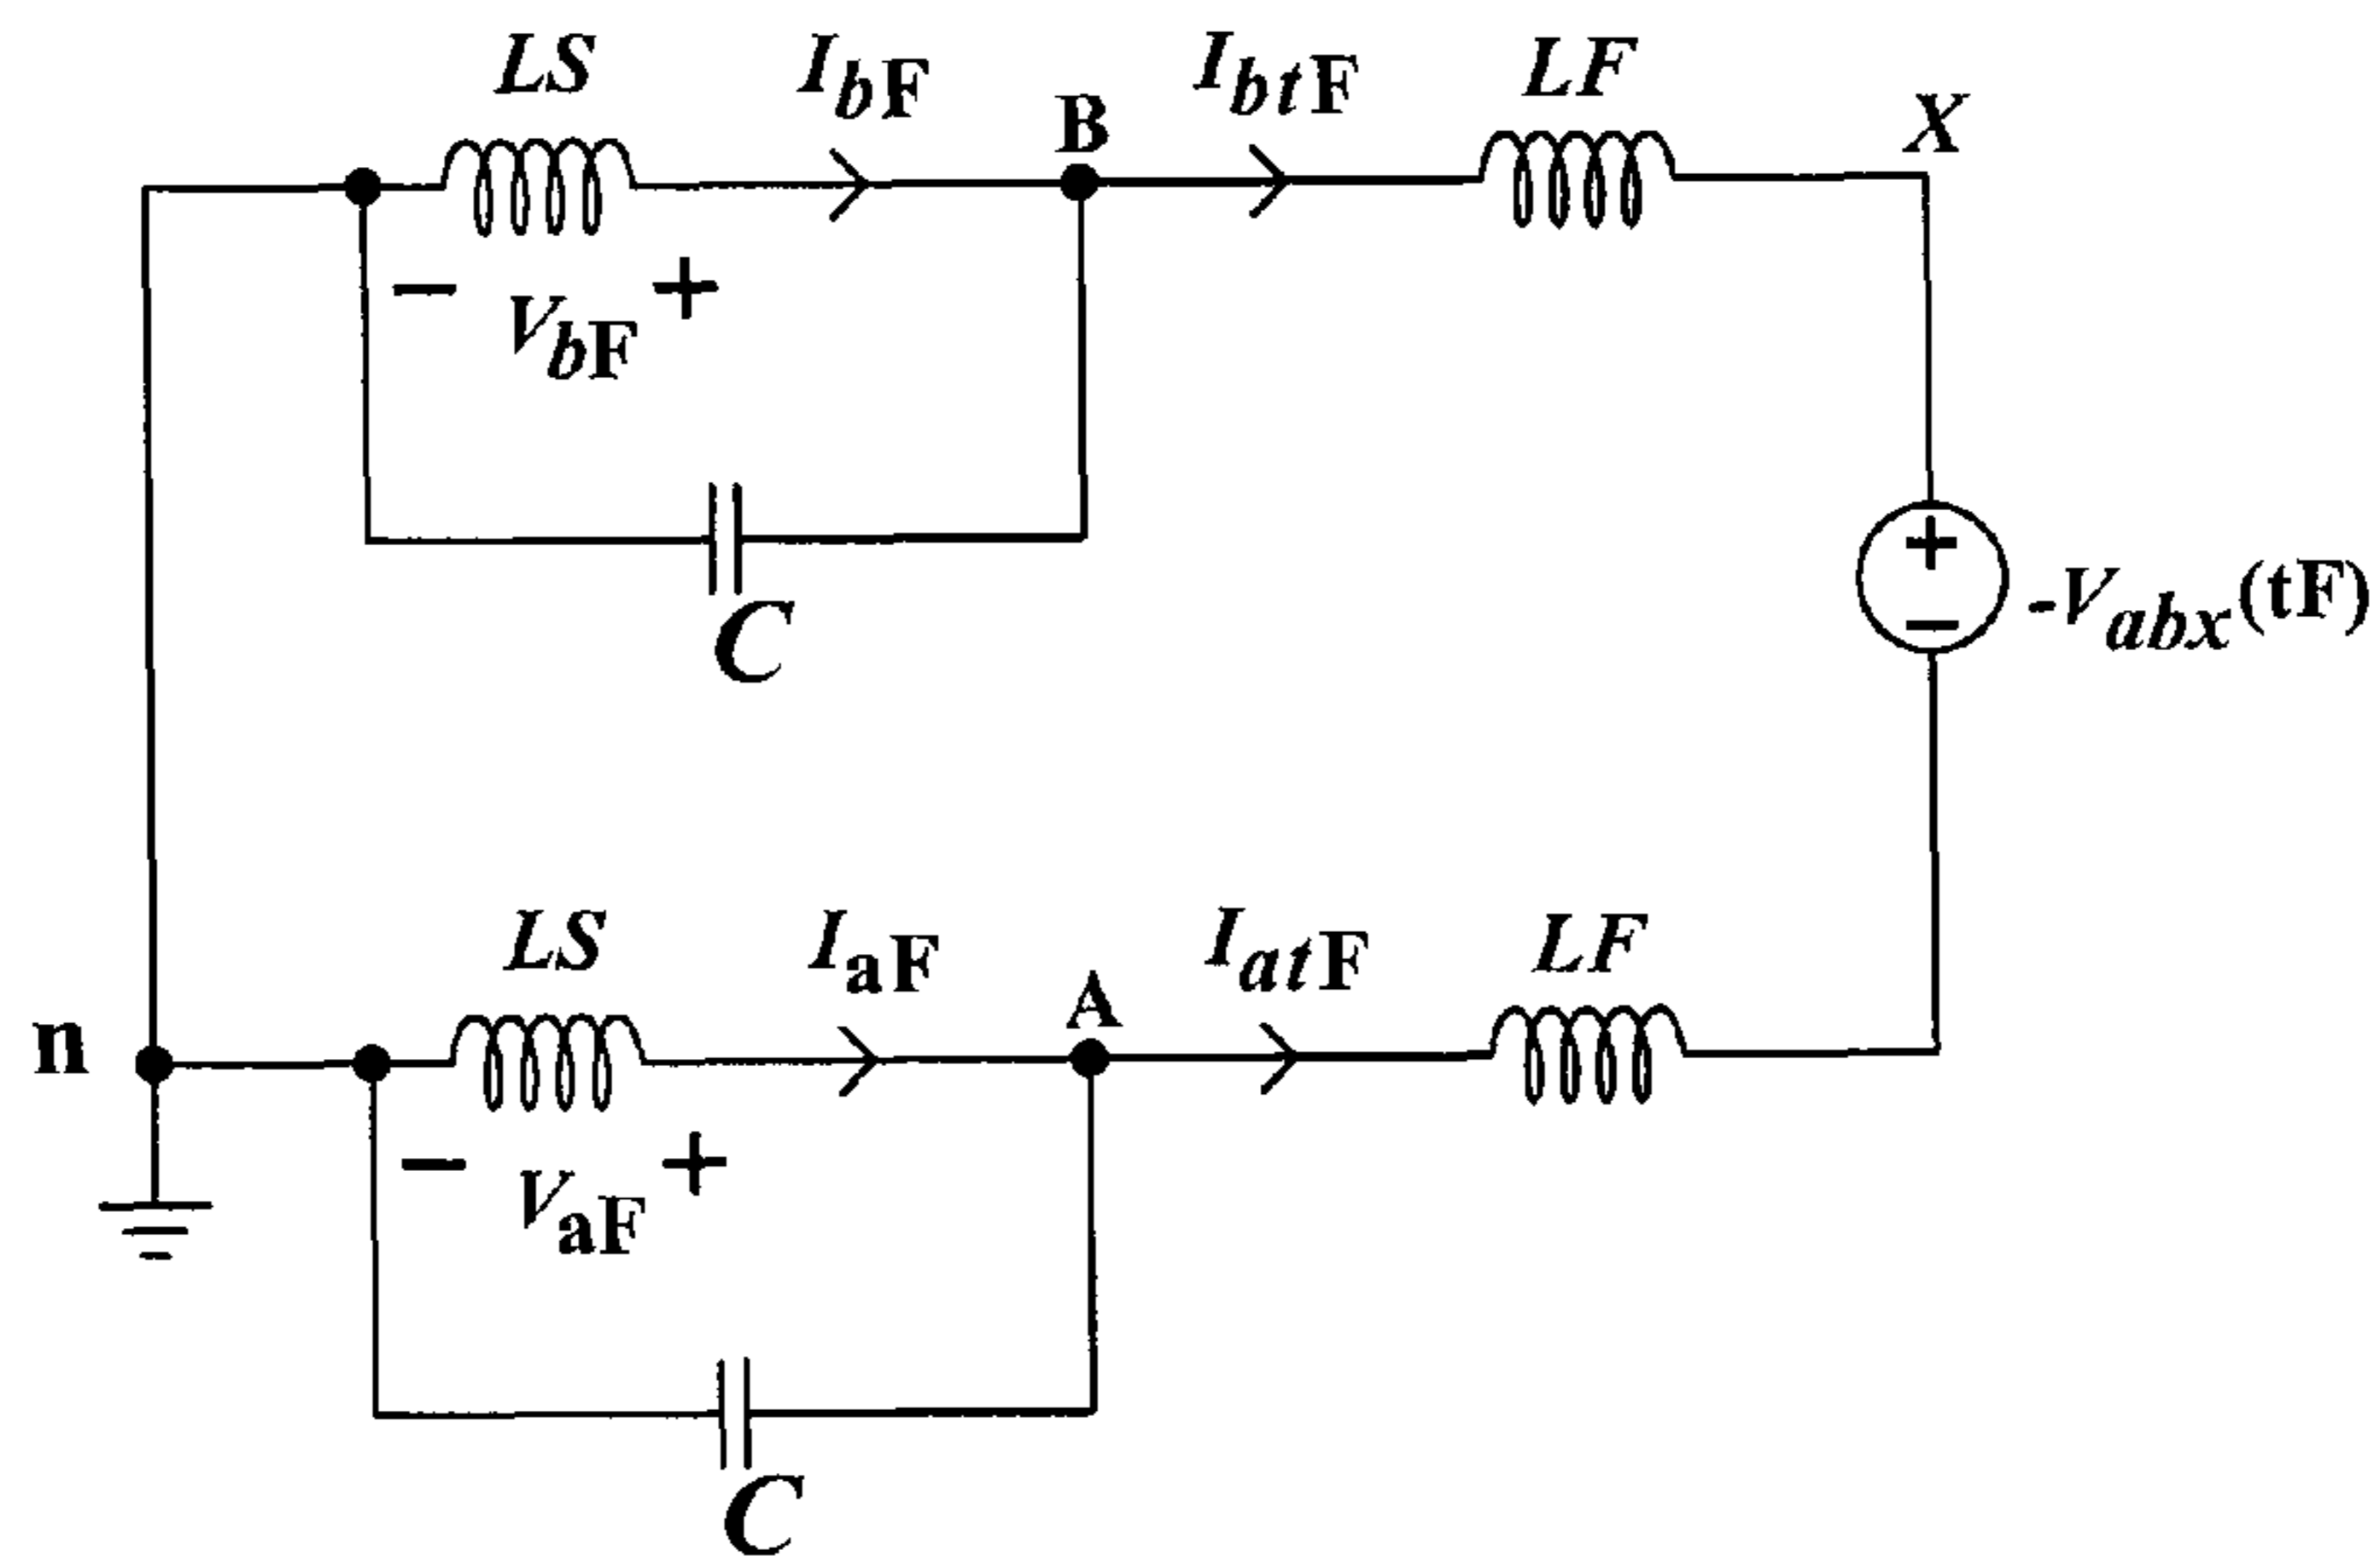 LS I_bF B I_btF LF X
− V_bF +
C
+
−
-V_abx(tF)
LS I_aF A I_atF LF
n
− V_aF +
C